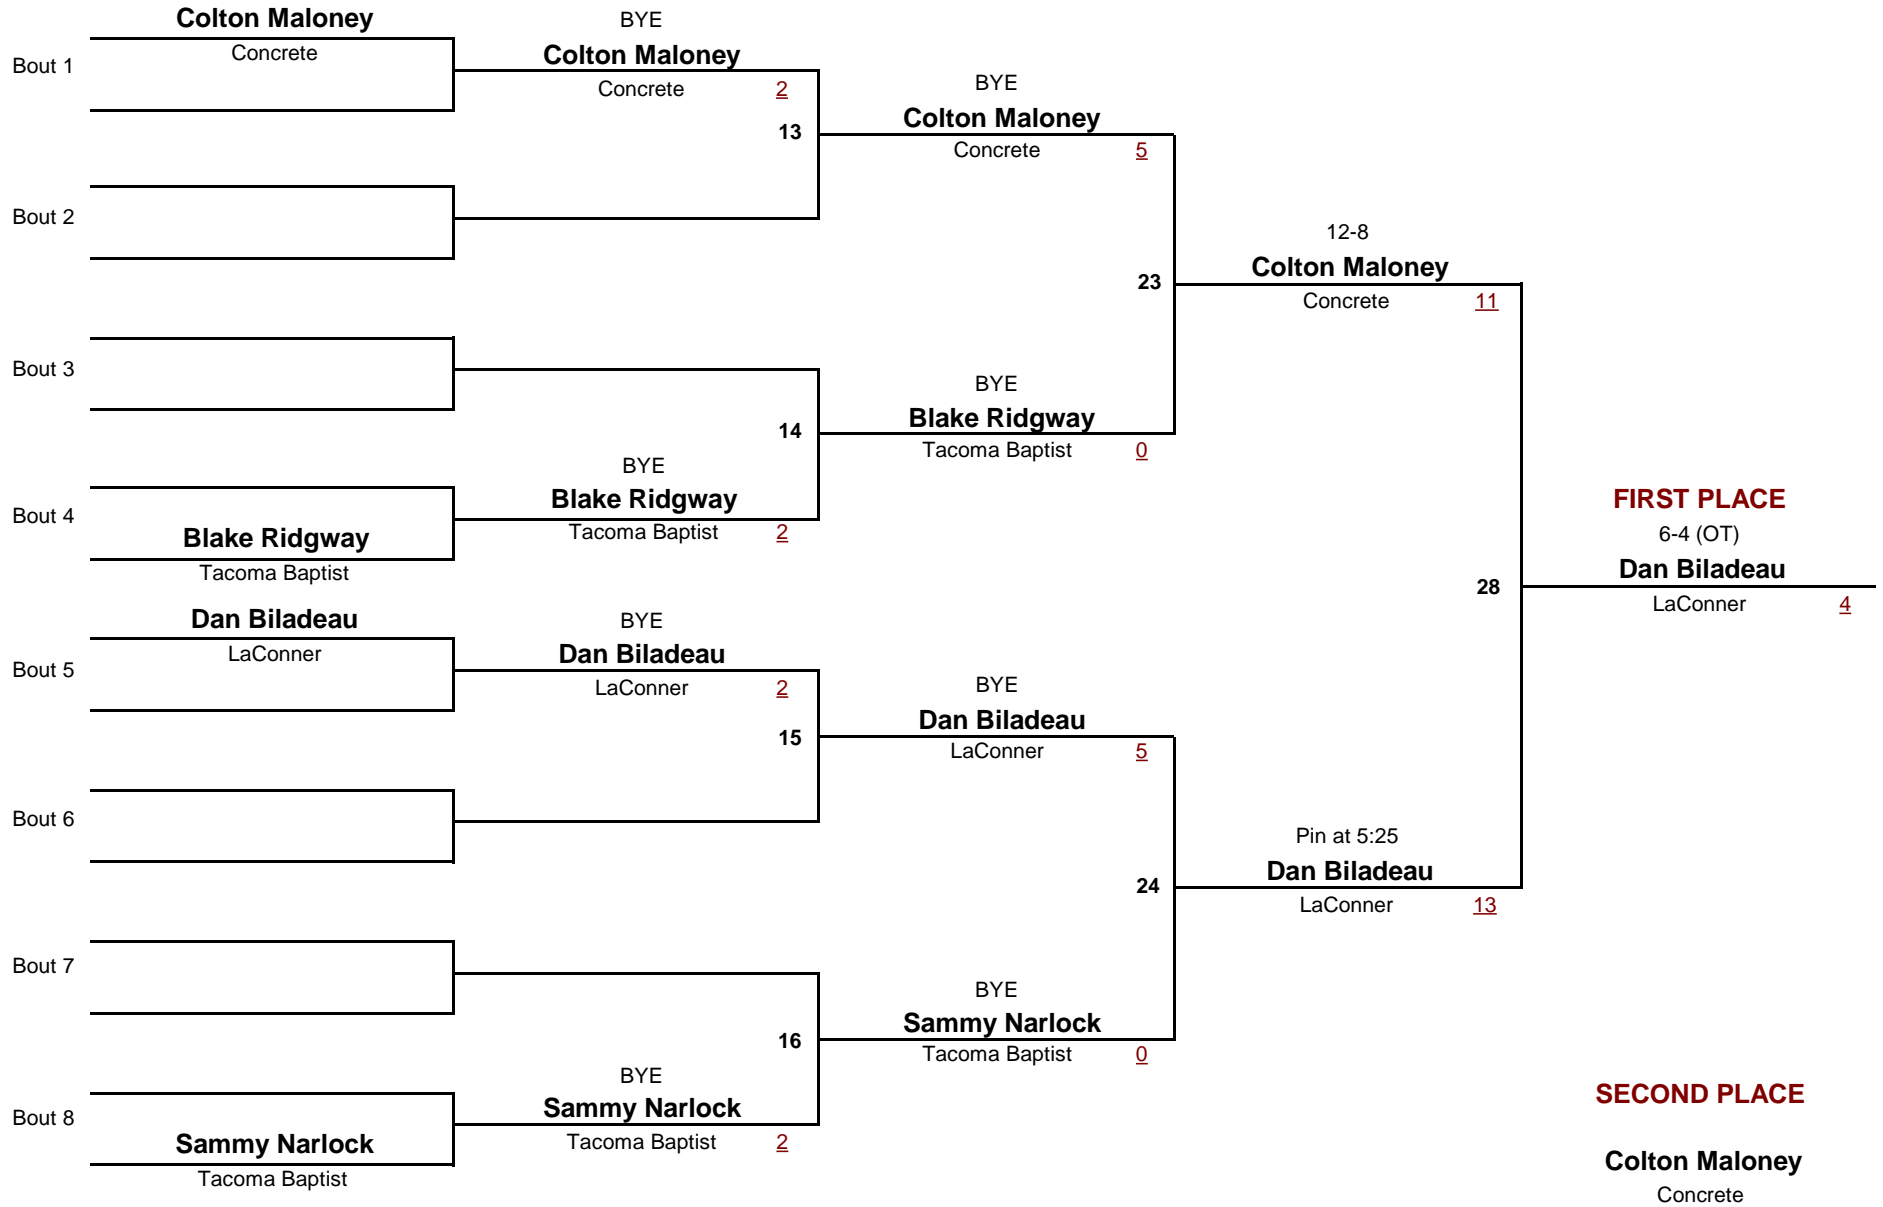 Colton Maloney
BYE
Bout 1
Concrete
Colton Maloney
Concrete
2
BYE
13
Colton Maloney
Concrete
5
Bout 2
12-8
Colton Maloney
23
Concrete
11
Bout 3
BYE
14
Blake Ridgway
Tacoma Baptist
0
BYE
Bout 4
Blake Ridgway
Tacoma Baptist
2
Blake Ridgway
Tacoma Baptist
FIRST PLACE
6-4 (OT)
Dan Biladeau
28
LaConner
4
Dan Biladeau
BYE
LaConner
Bout 5
Dan Biladeau
LaConner
2
BYE
15
Dan Biladeau
LaConner
5
Bout 6
Pin at 5:25
Dan Biladeau
24
LaConner
13
Bout 7
BYE
16
Sammy Narlock
Tacoma Baptist
0
BYE
Bout 8
Sammy Narlock
Tacoma Baptist
2
Sammy Narlock
Tacoma Baptist
SECOND PLACE
Colton Maloney
Concrete